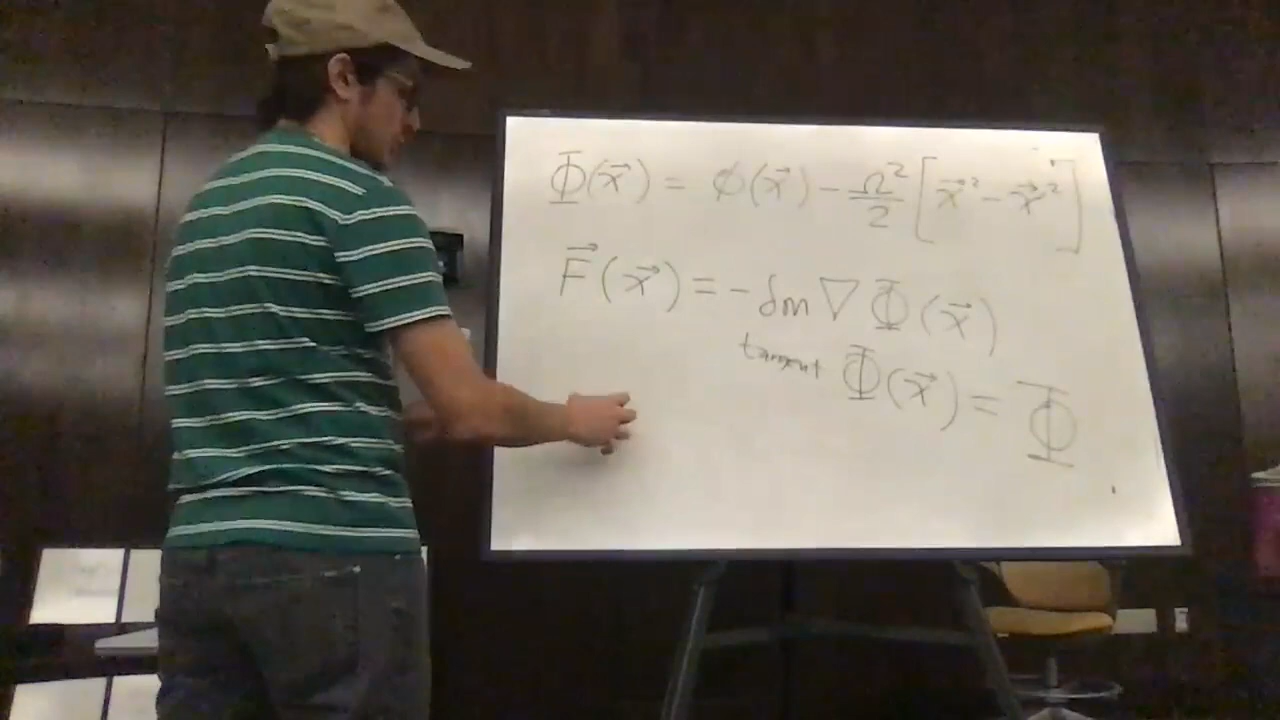 Φ(x⃗) = ϕ(x⃗) - Ω²/2 [x⃗² - x⃗²]
F⃗(x⃗) = - δm ∇ Φ(x⃗)
tangent Φ(x⃗) = Φ